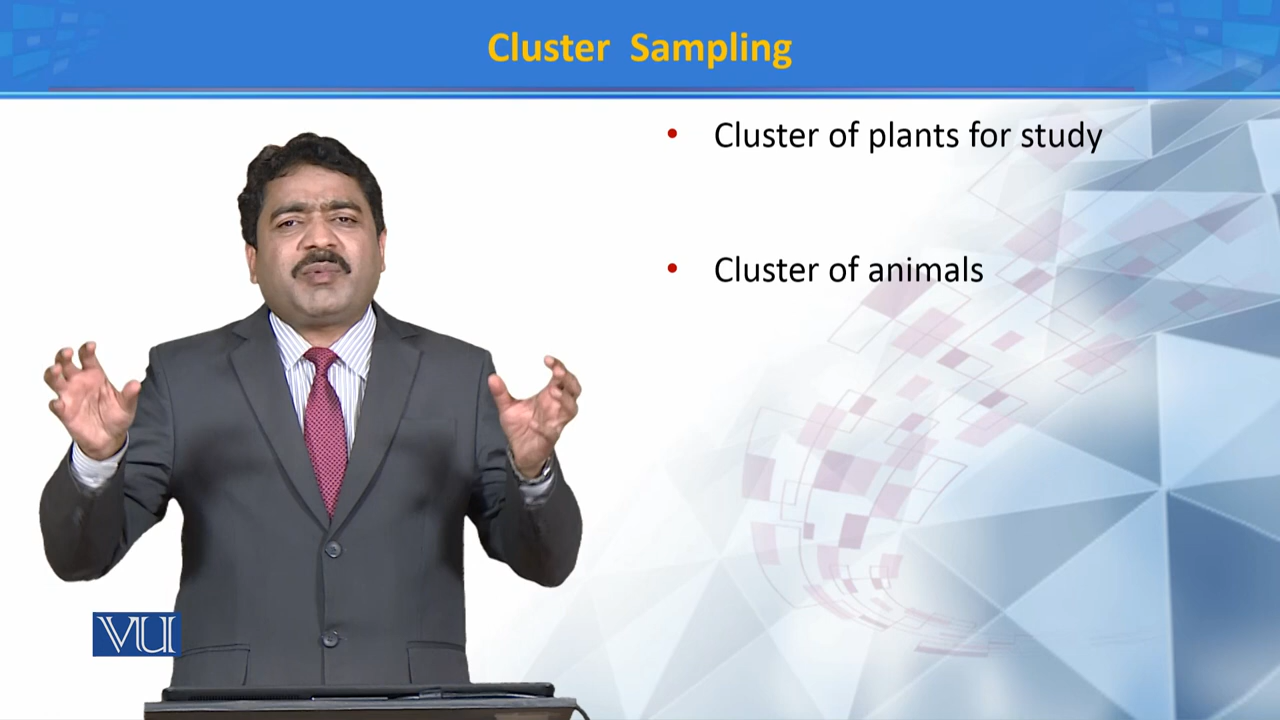 Cluster Sampling
• Cluster of plants for study
• Cluster of animals
VU